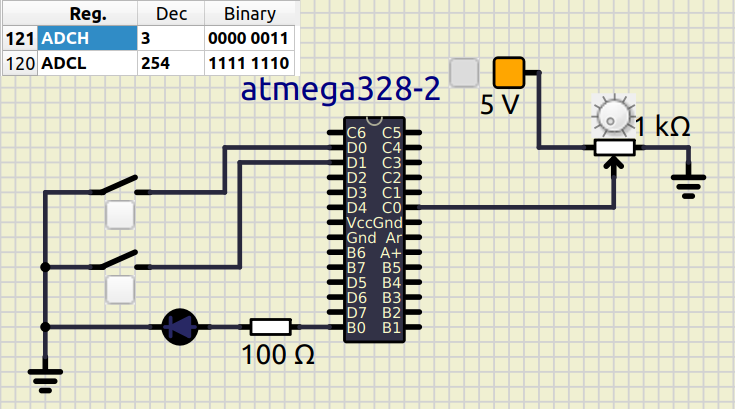 Reg. Dec Binary
121 ADCH 3 0000 0011
120 ADCL 254 1111 1110
atmega328-2
5 V
1 kΩ
C6 C5
D0 C4
D1 C3
D2 C2
D3 C1
D4 C0
Vcc Gnd
Gnd Ar
B6 A+
B7 B5
D5 B4
D6 B3
D7 B2
B0 B1
100 Ω